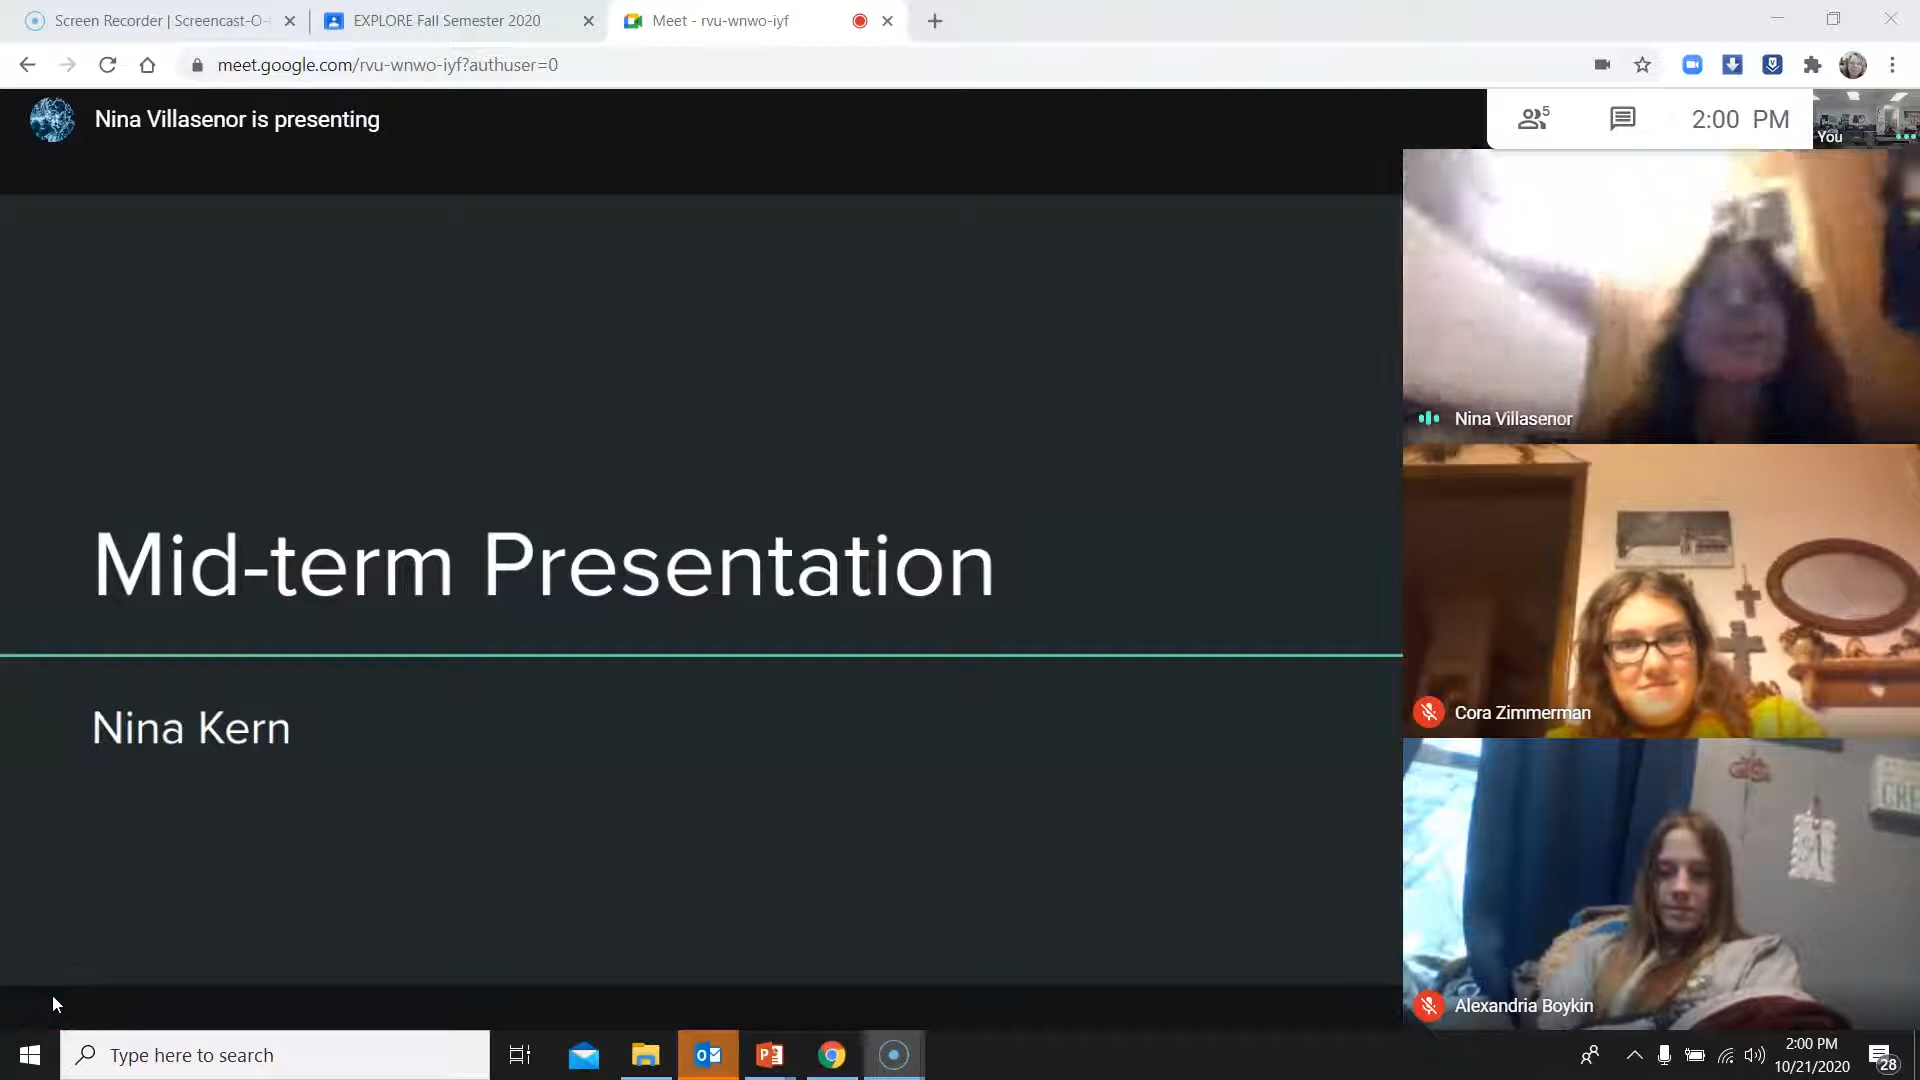 Screen Recorder | Screencast-O-
EXPLORE Fall Semester 2020
Meet - rvu-wnwo-iyf
meet.google.com/rvu-wnwo-iyf?authuser=0
Nina Villasenor is presenting
5
2:00 PM
You
Nina Villasenor
Mid-term Presentation
Nina Kern
Cora Zimmerman
CRE
Alexandria Boykin
Type here to search
2:00 PM
10/21/2020
28